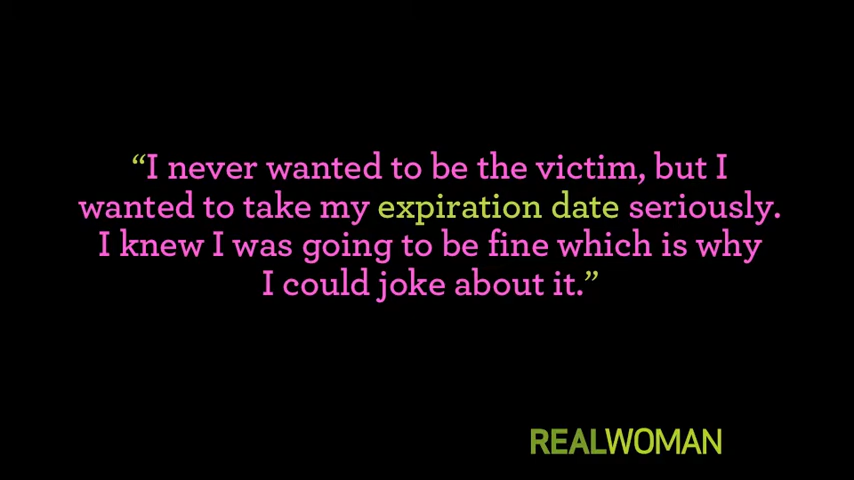 “I never wanted to be the victim, but I
wanted to take my expiration date seriously.
I knew I was going to be fine which is why
I could joke about it.”
REALWOMAN